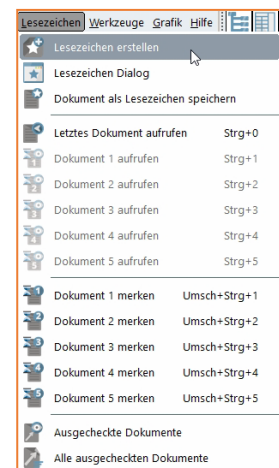 Lesezeichen Werkzeuge Grafik Hilfe
Lesezeichen erstellen
Lesezeichen Dialog
Dokument als Lesezeichen speichern
Letztes Dokument aufrufen Strg+0
Dokument 1 aufrufen Strg+1
Dokument 2 aufrufen Strg+2
Dokument 3 aufrufen Strg+3
Dokument 4 aufrufen Strg+4
Dokument 5 aufrufen Strg+5
Dokument 1 merken Umsch+Strg+1
Dokument 2 merken Umsch+Strg+2
Dokument 3 merken Umsch+Strg+3
Dokument 4 merken Umsch+Strg+4
Dokument 5 merken Umsch+Strg+5
Ausgecheckte Dokumente
Alle ausgecheckten Dokumente